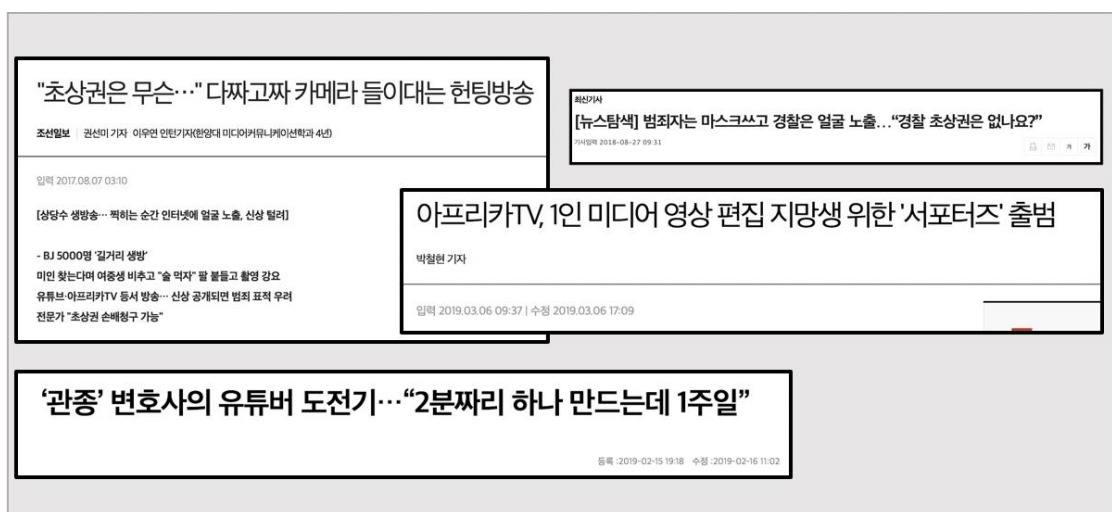 "초상권은 무슨…" 다짜고짜 카메라 들이대는 헌팅방송
조선일보 | 권선미 기자 이우연 인턴기자(한양대 미디어커뮤니케이션학과 4년)
입력 2017.08.07 03:10
[상당수 생방송… 찍히는 순간 인터넷에 얼굴 노출, 신상 털려]
- BJ 5000명 '길거리 생방'
미인 찾는다며 여중생 비추고 "술 먹자" 팔 붙들고 촬영 강요
유튜브·아프리카TV 등서 방송… 신상 공개되면 범죄 표적 우려
전문가 "초상권 손배청구 가능"
최신기사
[뉴스탐색] 범죄자는 마스크쓰고 경찰은 얼굴 노출…“경찰 초상권은 없나요?”
기사입력 2018-08-27 09:31
가 가
아프리카TV, 1인 미디어 영상 편집 지망생 위한 '서포터즈' 출범
박철현 기자
입력 2019.03.06 09:37 | 수정 2019.03.06 17:09
‘관종’ 변호사의 유튜버 도전기…“2분짜리 하나 만드는데 1주일”
등록 :2019-02-15 19:18 수정 :2019-02-16 11:02